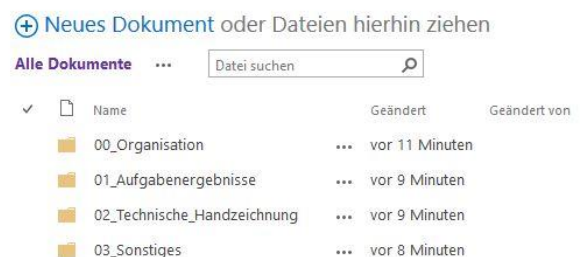 Neues Dokument oder Dateien hierhin ziehen
Alle Dokumente ... Datei suchen
Name Geändert Geändert von
00_Organisation ... vor 11 Minuten
01_Aufgabenergebnisse ... vor 9 Minuten
02_Technische_Handzeichnung ... vor 9 Minuten
03_Sonstiges ... vor 8 Minuten